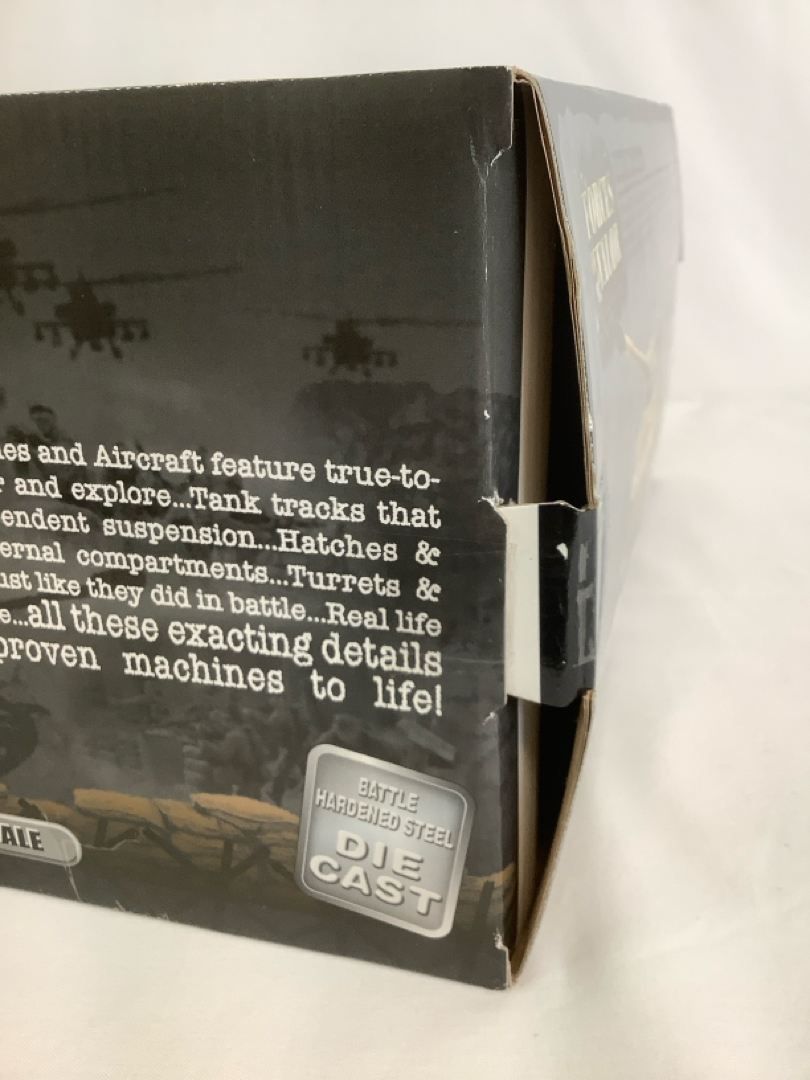 es and Aircraft feature true-to-
r and explore...Tank tracks that
endent suspension...Hatches &
ernal compartments...Turrets &
ust like they did in battle...Real life
e...all these exacting details
proven machines to life!
BATTLE
HARDENED STEEL
DIE
CAST
ALE
FORCES